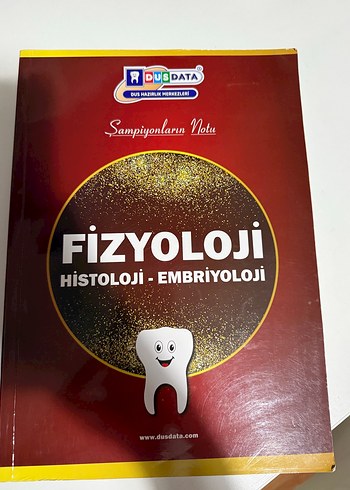 DUSDATA
DUS HAZIRLIK MERKEZLERİ
Şampiyonların Notu
FİZYOLOJİ
HİSTOLOJİ - EMBRİYOLOJİ
www.dusdata.com